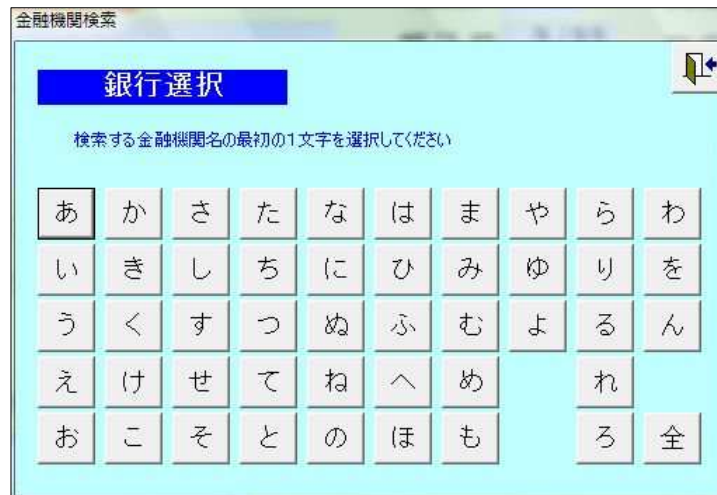 金融機関検索
銀行選択
検索する金融機関名の最初の1文字を選択してください
あ か さ た な は ま や ら わ
い き し ち に ひ み ゆ り を
う く す つ ぬ ふ む よ る ん
え け せ て ね へ め れ
お こ そ と の ほ も ろ 全